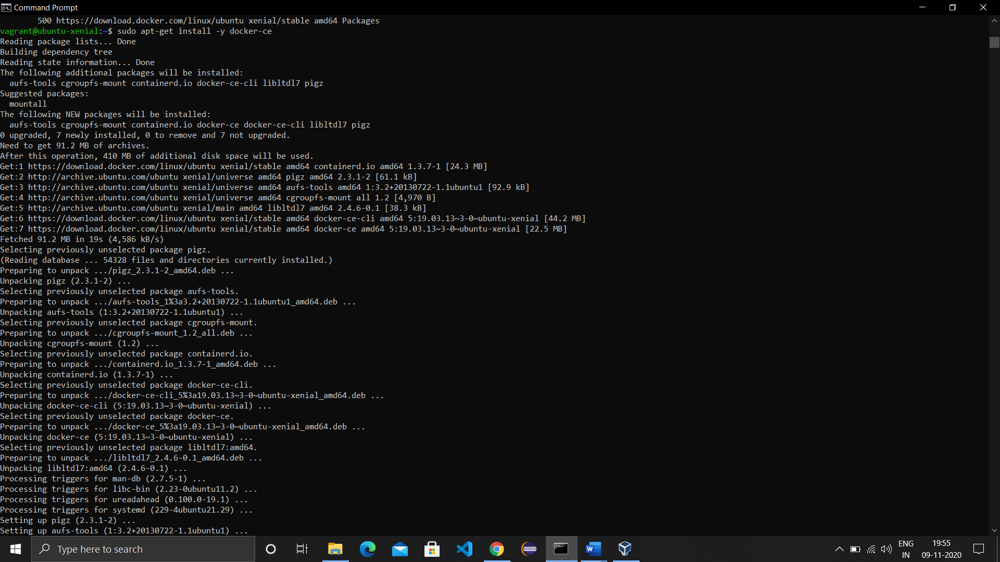 Command Prompt
500 https://download.docker.com/linux/ubuntu xenial/stable amd64 Packages
vagrant@ubuntu-xenial:~$ sudo apt-get install -y docker-ce
Reading package lists... Done
Building dependency tree
Reading state information... Done
The following additional packages will be installed:
  aufs-tools cgroupfs-mount containerd.io docker-ce-cli libltdl7 pigz
Suggested packages:
  mountall
The following NEW packages will be installed:
  aufs-tools cgroupfs-mount containerd.io docker-ce docker-ce-cli libltdl7 pigz
0 upgraded, 7 newly installed, 0 to remove and 7 not upgraded.
Need to get 91.2 MB of archives.
After this operation, 410 MB of additional disk space will be used.
Get:1 https://download.docker.com/linux/ubuntu xenial/stable amd64 containerd.io amd64 1.3.7-1 [24.3 MB]
Get:2 http://archive.ubuntu.com/ubuntu xenial/universe amd64 pigz amd64 2.3.1-2 [61.1 kB]
Get:3 http://archive.ubuntu.com/ubuntu xenial/universe amd64 aufs-tools amd64 1:3.2+20130722-1.1ubuntu1 [92.9 kB]
Get:4 http://archive.ubuntu.com/ubuntu xenial/universe amd64 cgroupfs-mount all 1.2 [4,970 B]
Get:5 http://archive.ubuntu.com/ubuntu xenial/main amd64 libltdl7 amd64 2.4.6-0.1 [38.3 kB]
Get:6 https://download.docker.com/linux/ubuntu xenial/stable amd64 docker-ce-cli amd64 5:19.03.13~3-0~ubuntu-xenial [44.2 MB]
Get:7 https://download.docker.com/linux/ubuntu xenial/stable amd64 docker-ce amd64 5:19.03.13~3-0~ubuntu-xenial [22.5 MB]
Fetched 91.2 MB in 19s (4,586 kB/s)
Selecting previously unselected package pigz.
(Reading database ... 54328 files and directories currently installed.)
Preparing to unpack .../pigz_2.3.1-2_amd64.deb ...
Unpacking pigz (2.3.1-2) ...
Selecting previously unselected package aufs-tools.
Preparing to unpack .../aufs-tools_1%3a3.2+20130722-1.1ubuntu1_amd64.deb ...
Unpacking aufs-tools (1:3.2+20130722-1.1ubuntu1) ...
Selecting previously unselected package cgroupfs-mount.
Preparing to unpack .../cgroupfs-mount_1.2_all.deb ...
Unpacking cgroupfs-mount (1.2) ...
Selecting previously unselected package containerd.io.
Preparing to unpack .../containerd.io_1.3.7-1_amd64.deb ...
Unpacking containerd.io (1.3.7-1) ...
Selecting previously unselected package docker-ce-cli.
Preparing to unpack .../docker-ce-cli_5%3a19.03.13~3-0~ubuntu-xenial_amd64.deb ...
Unpacking docker-ce-cli (5:19.03.13~3-0~ubuntu-xenial) ...
Selecting previously unselected package docker-ce.
Preparing to unpack .../docker-ce_5%3a19.03.13~3-0~ubuntu-xenial_amd64.deb ...
Unpacking docker-ce (5:19.03.13~3-0~ubuntu-xenial) ...
Selecting previously unselected package libltdl7:amd64.
Preparing to unpack .../libltdl7_2.4.6-0.1_amd64.deb ...
Unpacking libltdl7:amd64 (2.4.6-0.1) ...
Processing triggers for man-db (2.7.5-1) ...
Processing triggers for libc-bin (2.23-0ubuntu11.2) ...
Processing triggers for ureadahead (0.100.0-19.1) ...
Processing triggers for systemd (229-4ubuntu21.29) ...
Setting up pigz (2.3.1-2) ...
Setting up aufs-tools (1:3.2+20130722-1.1ubuntu1) ...
Type here to search
ENG
IN
19:55
09-11-2020